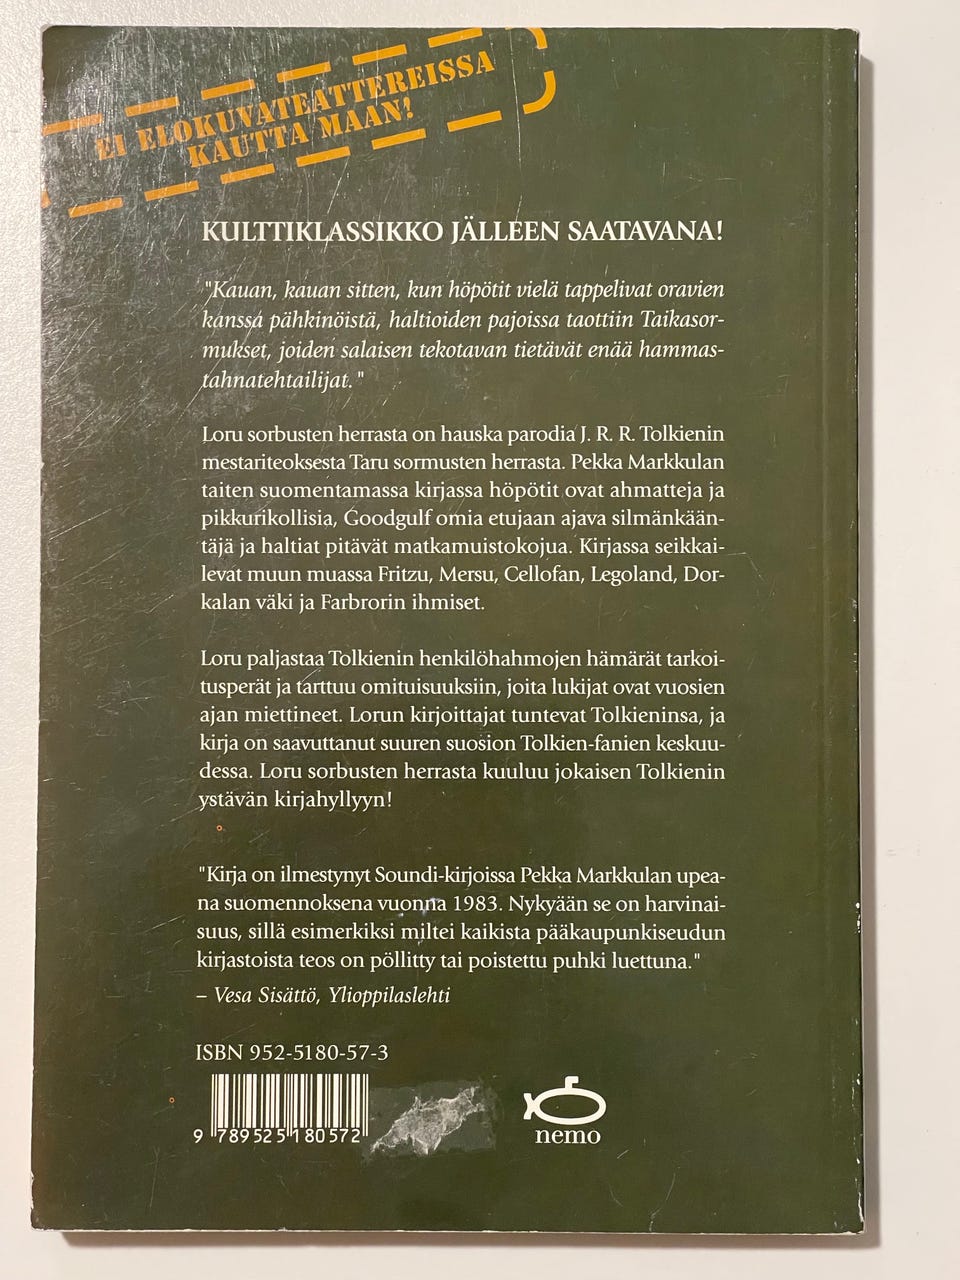 EI ELOKUVATEATTEREISSA
KAUTTA MAAN!
KULTTIKLASSIKKO JÄLLEEN SAATAVANA!
"Kauan, kauan sitten, kun höpötit vielä tappelivat oravien
kanssa pähkinöistä, haltioiden pajoissa taottiin Taikasor-
mukset, joiden salaisen tekotavan tietävät enää hammas-
tahnatehtailijat."
Loru sorbusten herrasta on hauska parodia J. R. R. Tolkienin
mestariteoksesta Taru sormusten herrasta. Pekka Markkulan
taiten suomentamassa kirjassa höpötit ovat ahmatteja ja
pikkurikollisia, Goodgulf omia etujaan ajava silmänkään-
täjä ja haltiat pitävät matkamuistokojua. Kirjassa seikkai-
levat muun muassa Fritzu, Mersu, Cellofan, Legoland, Dor-
kalan väki ja Farbrorin ihmiset.
Loru paljastaa Tolkienin henkilöhahmojen hämärät tarkoi-
tusperät ja tarttuu omituisuuksiin, joita lukijat ovat vuosien
ajan miettineet. Lorun kirjoittajat tuntevat Tolkieninsa, ja
kirja on saavuttanut suuren suosion Tolkien-fanien keskuu-
dessa. Loru sorbusten herrasta kuuluu jokaisen Tolkienin
ystävän kirjahyllyyn!
"Kirja on ilmestynyt Soundi-kirjoissa Pekka Markkulan upea-
na suomennoksena vuonna 1983. Nykyään se on harvinai-
suus, sillä esimerkiksi miltei kaikista pääkaupunkiseudun
kirjastoista teos on pöllitty tai poistettu puhki luettuna."
– Vesa Sisättö, Ylioppilaslehti
ISBN 952-5180-57-3
9 789525 180572
nemo